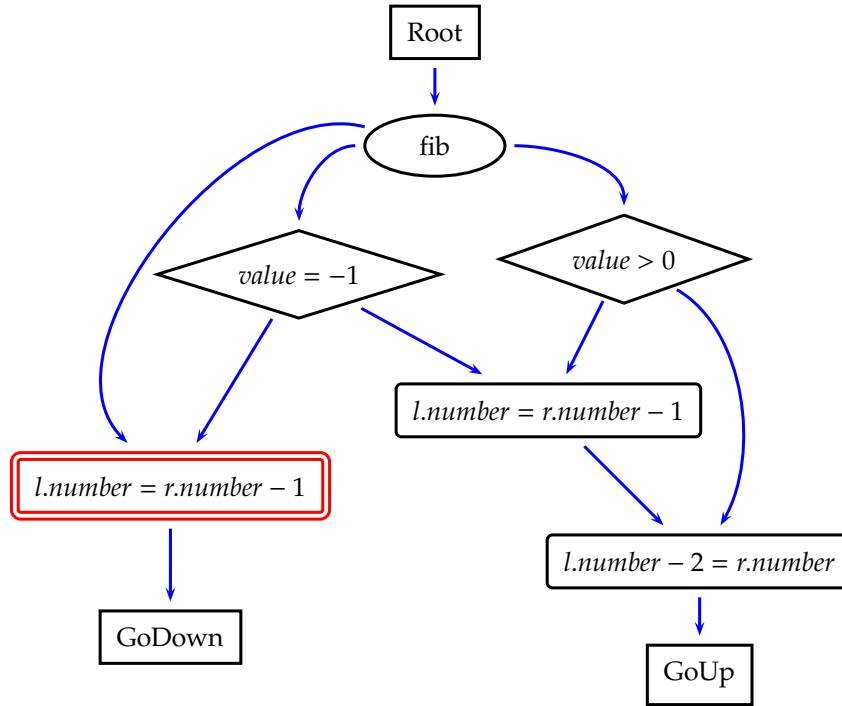 Root
fib
value = −1
value > 0
l.number = r.number − 1
l.number = r.number − 1
l.number − 2 = r.number
GoDown
GoUp